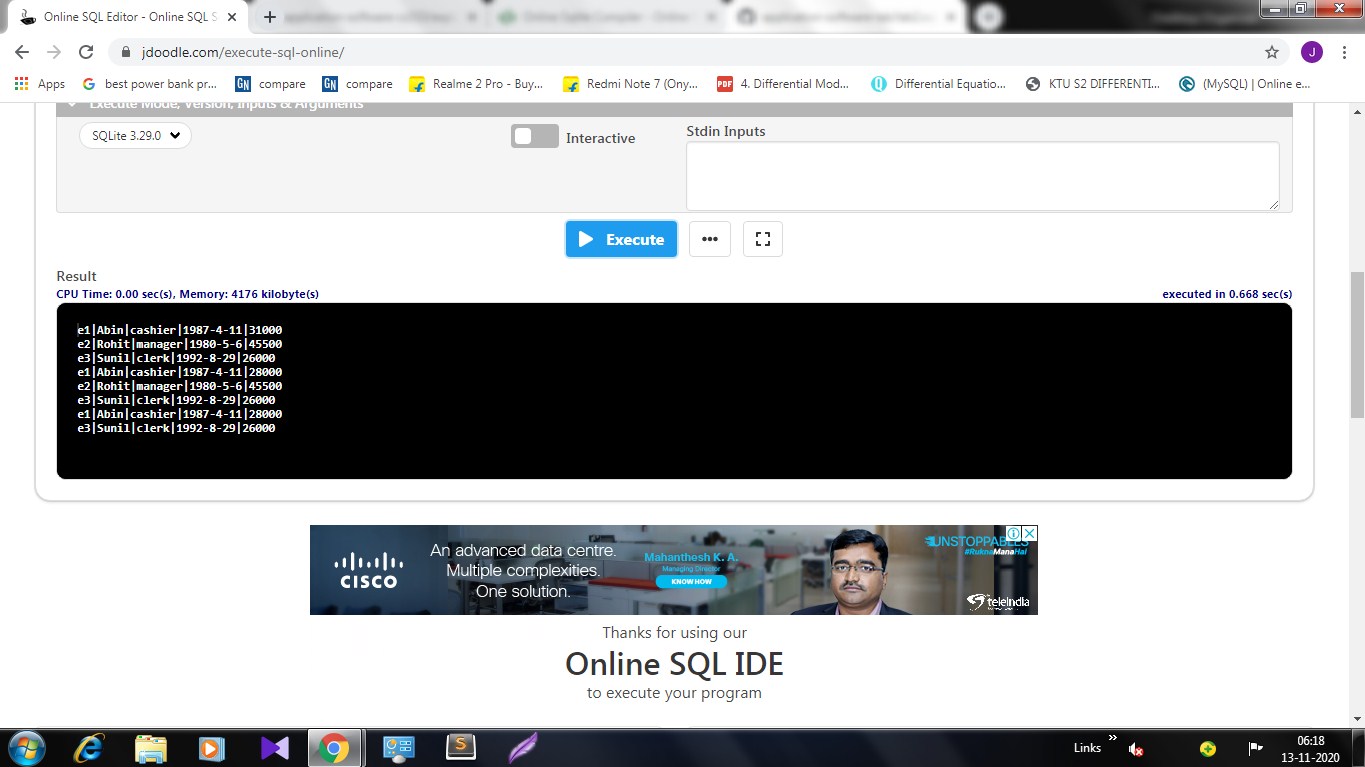 Online SQL Editor - Online SQL S
jdoodle.com/execute-sql-online/
J
Apps
best power bank pr...
GN compare
GN compare
Realme 2 Pro - Buy...
Redmi Note 7 (Ony...
PDF 4. Differential Mod...
Differential Equatio...
KTU S2 DIFFERENTI...
(MySQL) | Online e...
Execute Mode, Version, Inputs & Arguments
SQLite 3.29.0
Interactive
Stdin Inputs
Execute
Result
CPU Time: 0.00 sec(s), Memory: 4176 kilobyte(s)
executed in 0.668 sec(s)
e1|Abin|cashier|1987-4-11|31000
e2|Rohit|manager|1980-5-6|45500
e3|Sunil|clerk|1992-8-29|26000
e1|Abin|cashier|1987-4-11|28000
e2|Rohit|manager|1980-5-6|45500
e3|Sunil|clerk|1992-8-29|26000
e1|Abin|cashier|1987-4-11|28000
e3|Sunil|clerk|1992-8-29|26000
CISCO
An advanced data centre.
Multiple complexities.
One solution.
Mahanthesh K. A.
Managing Director
KNOW HOW
UNSTOPPABLES
#RuknaManaHai
teleindia
Thanks for using our
Online SQL IDE
to execute your program
Links
06:18
13-11-2020